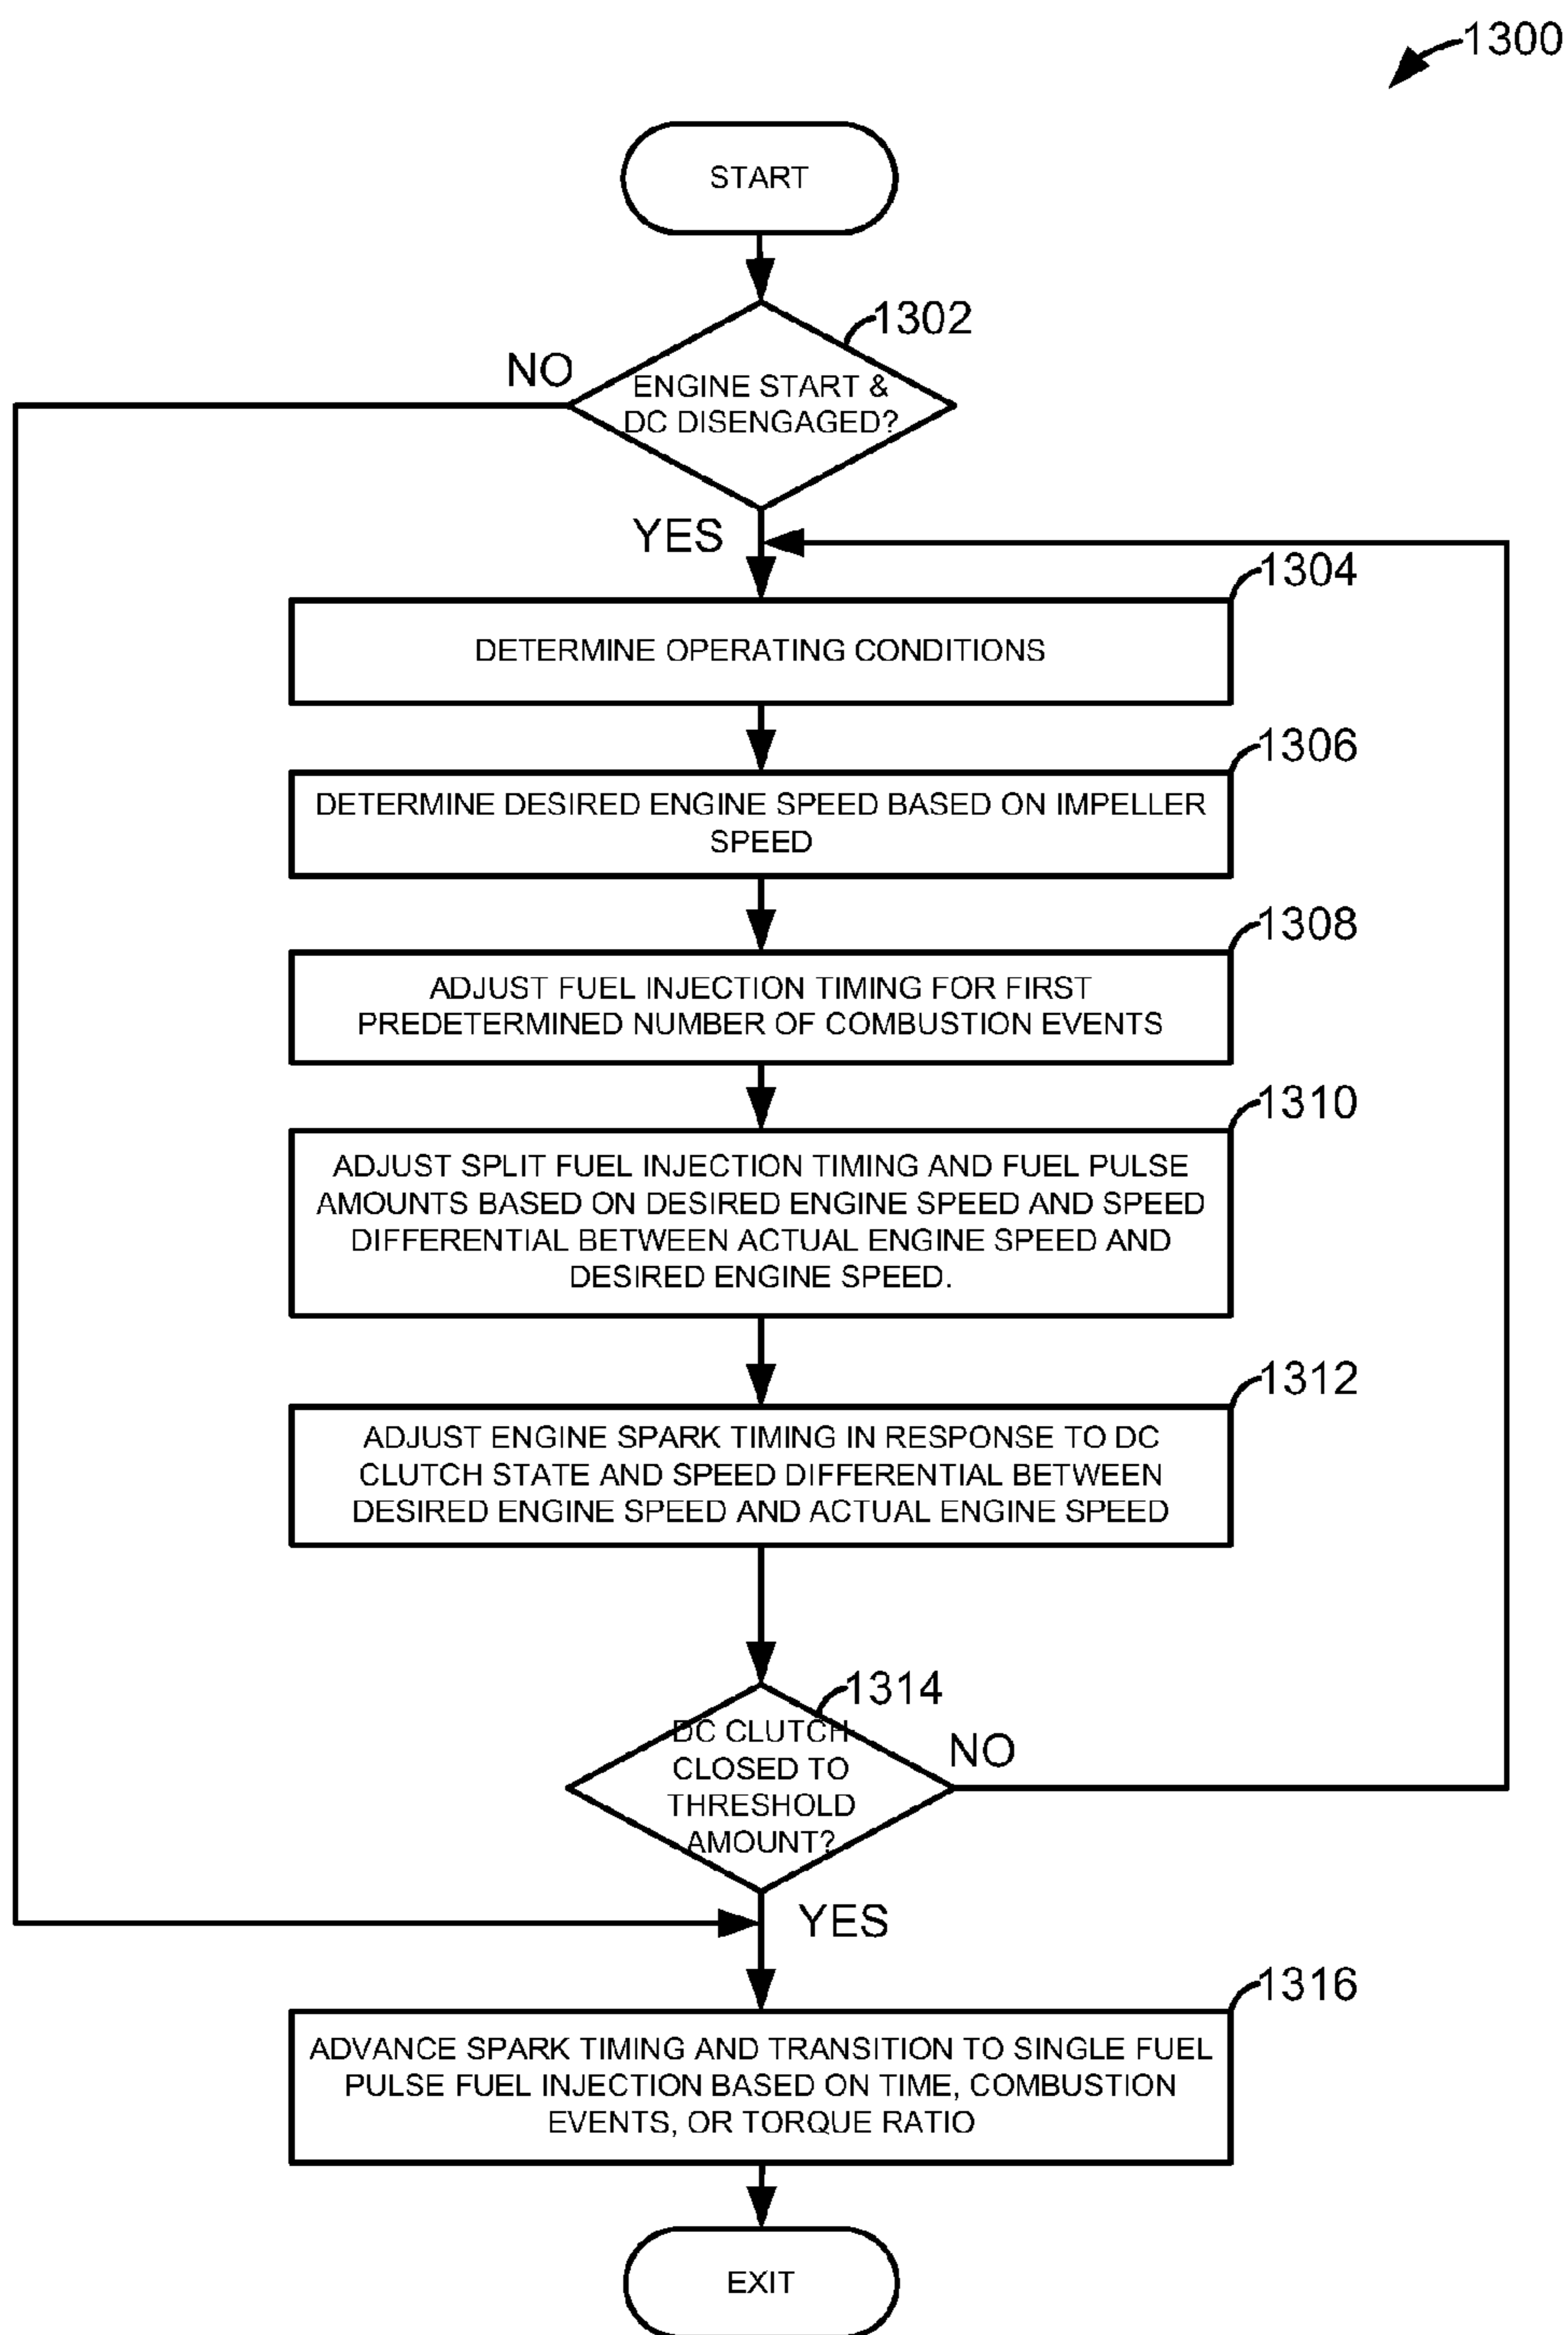 1300
START
1302
NO
ENGINE START &
DC DISENGAGED?
YES
1304
DETERMINE OPERATING CONDITIONS
1306
DETERMINE DESIRED ENGINE SPEED BASED ON IMPELLER
SPEED
1308
ADJUST FUEL INJECTION TIMING FOR FIRST
PREDETERMINED NUMBER OF COMBUSTION EVENTS
1310
ADJUST SPLIT FUEL INJECTION TIMING AND FUEL PULSE
AMOUNTS BASED ON DESIRED ENGINE SPEED AND SPEED
DIFFERENTIAL BETWEEN ACTUAL ENGINE SPEED AND
DESIRED ENGINE SPEED.
1312
ADJUST ENGINE SPARK TIMING IN RESPONSE TO DC
CLUTCH STATE AND SPEED DIFFERENTIAL BETWEEN
DESIRED ENGINE SPEED AND ACTUAL ENGINE SPEED
1314
DC CLUTCH
CLOSED TO
THRESHOLD
AMOUNT?
NO
YES
1316
ADVANCE SPARK TIMING AND TRANSITION TO SINGLE FUEL
PULSE FUEL INJECTION BASED ON TIME, COMBUSTION
EVENTS, OR TORQUE RATIO
EXIT